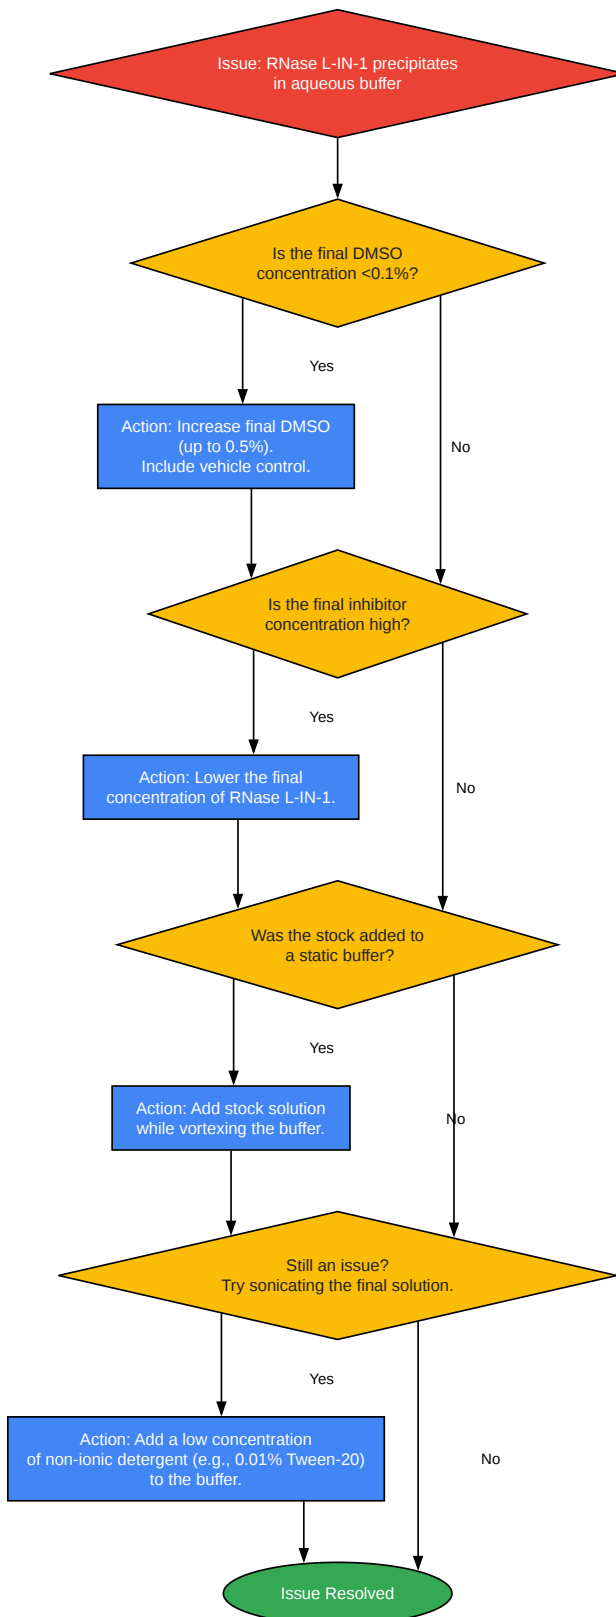 Issue: RNase L-IN-1 precipitates
in aqueous buffer
Is the final DMSO
concentration <0.1%?
Yes
Action: Increase final DMSO
(up to 0.5%).
Include vehicle control.
No
Is the final inhibitor
concentration high?
Yes
Action: Lower the final
concentration of RNase L-IN-1.
No
Was the stock added to
a static buffer?
Yes
Action: Add stock solution
while vortexing the buffer.
No
Still an issue?
Try sonicating the final solution.
Yes
Action: Add a low concentration
of non-ionic detergent (e.g., 0.01% Tween-20)
to the buffer.
No
Issue Resolved